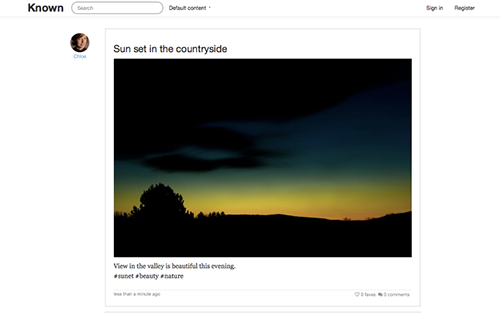 Known
Search
Default content
Sign in
Register
Chloe
Sun set in the countryside
View in the valley is beautiful this evening.
#sunet #beauty #nature
less than a minute ago
0 faves
0 comments